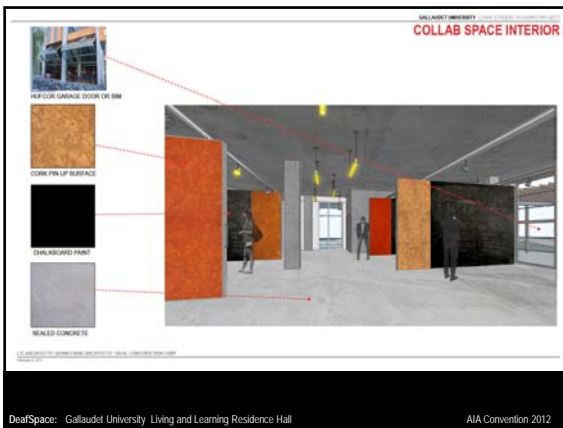 GALLAUDET UNIVERSITY
COLLAB SPACE INTERIOR
HUFCOR GARAGE DOOR OR SIM.
CORK PIN-UP SURFACE
CHALKBOARD PAINT
SEALED CONCRETE
DeafSpace: Gallaudet University Living and Learning Residence Hall
AIA Convention 2012